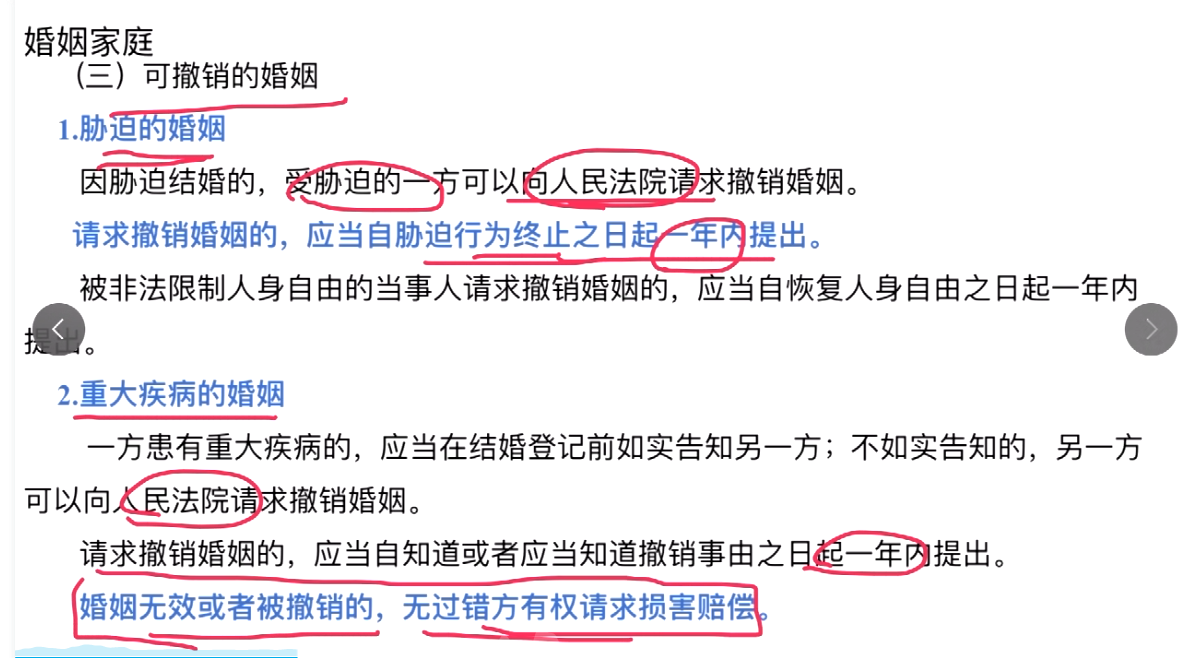 婚姻家庭
（三）可撤销的婚姻
1.胁迫的婚姻
因胁迫结婚的，受胁迫的一方可以向人民法院请求撤销婚姻。
请求撤销婚姻的，应当自胁迫行为终止之日起一年内提出。
被非法限制人身自由的当事人请求撤销婚姻的，应当自恢复人身自由之日起一年内
提出。
2.重大疾病的婚姻
一方患有重大疾病的，应当在结婚登记前如实告知另一方；不如实告知的，另一方
可以向人民法院请求撤销婚姻。
请求撤销婚姻的，应当自知道或者应当知道撤销事由之日起一年内提出。
婚姻无效或者被撤销的，无过错方有权请求损害赔偿。